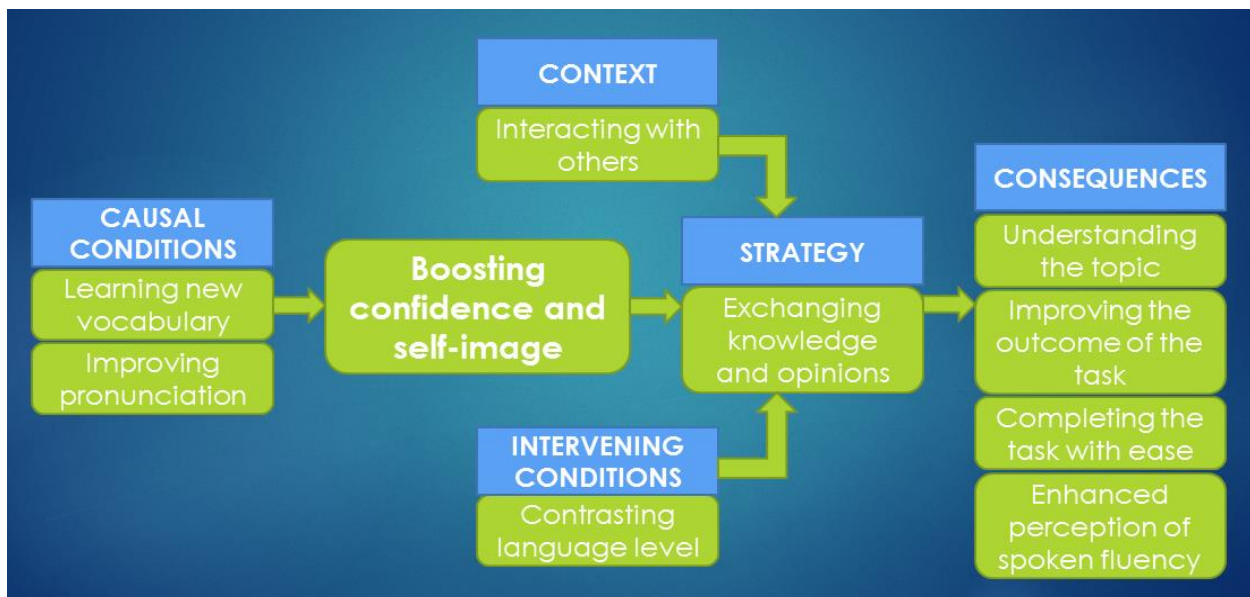 CONTEXT
Interacting with
others
CAUSAL
CONDITIONS
Learning new
vocabulary
Improving
pronunciation
Boosting
confidence and
self-image
STRATEGY
Exchanging
knowledge
and opinions
INTERVENING
CONDITIONS
Contrasting
language level
CONSEQUENCES
Understanding
the topic
Improving the
outcome of the
task
Completing the
task with ease
Enhanced
perception of
spoken fluency